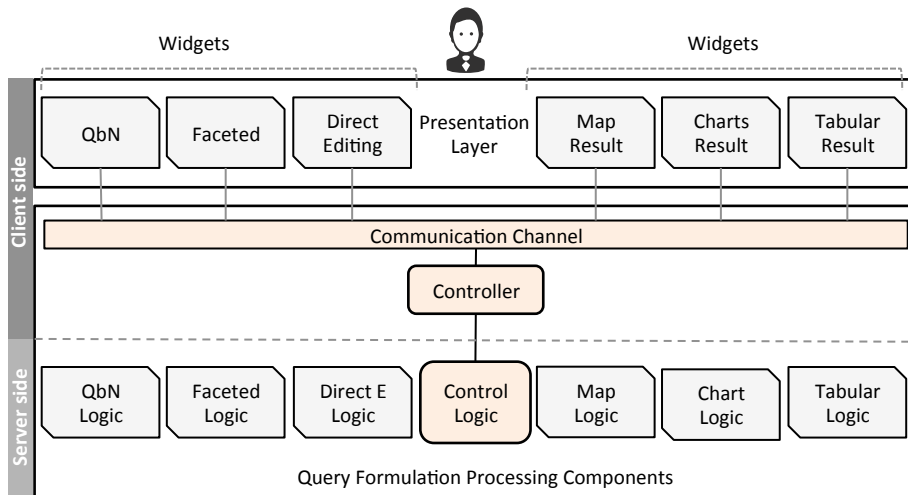 Widgets
Widgets
QbN
Faceted
Direct
Editing
Presentation
Layer
Map
Result
Charts
Result
Tabular
Result
Client side
Communication Channel
Controller
Server side
QbN
Logic
Faceted
Logic
Direct E
Logic
Control
Logic
Map
Logic
Chart
Logic
Tabular
Logic
Query Formulation Processing Components